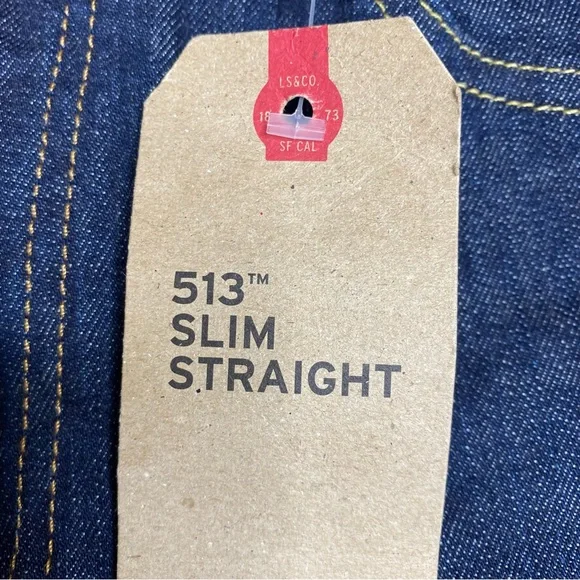 LS&CO.
18 73
SF CAL
513™
SLIM
STRAIGHT